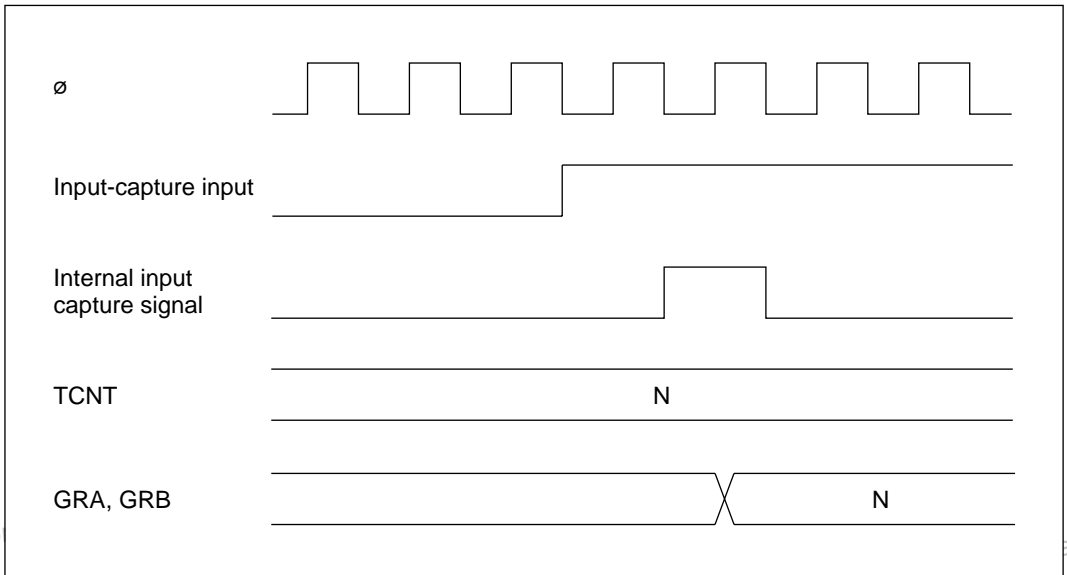 ø
Input-capture input
Internal input
capture signal
TCNT
N
GRA, GRB
N